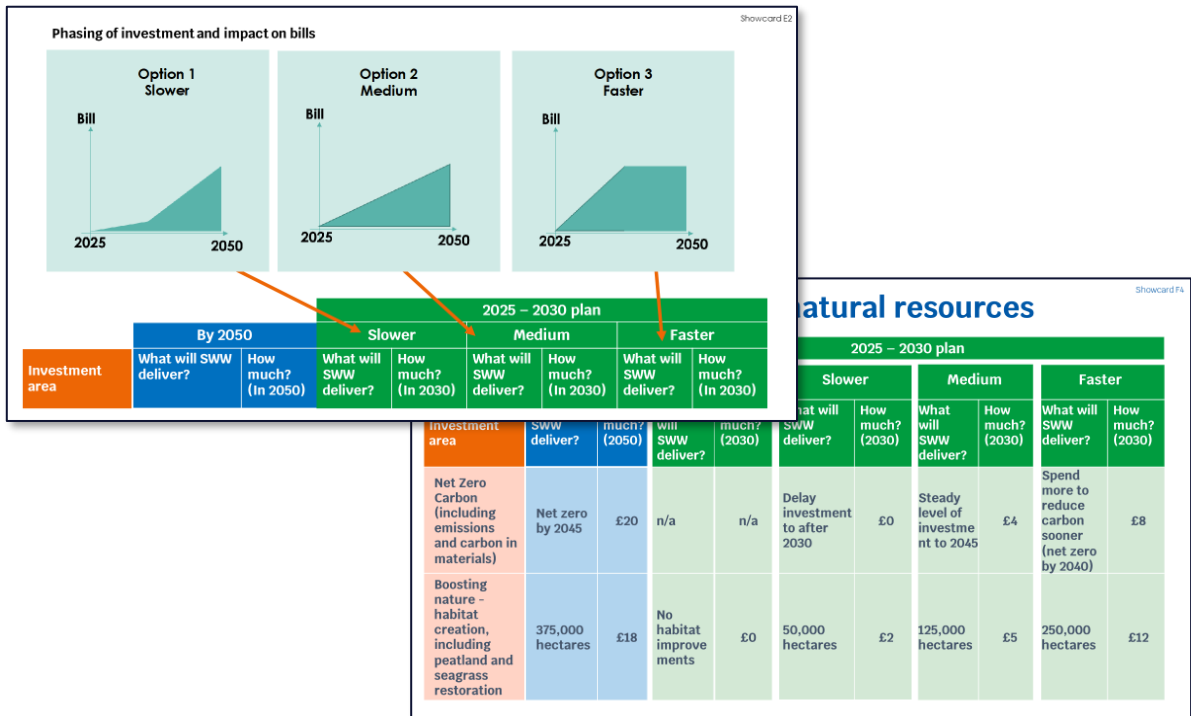 Showcard E2
Phasing of investment and impact on bills
Option 1
Slower
Bill
2025
2050
Option 2
Medium
Bill
2025
2050
Option 3
Faster
Bill
2025
2050
2025 – 2030 plan
By 2050
Slower
Medium
Faster
Investment
area
What will SWW
deliver?
How
much?
(In 2050)
What will
SWW
deliver?
How
much?
(In 2030)
What will
SWW
deliver?
How
much?
(In 2030)
What will
SWW
deliver?
How
much?
(In 2030)
Showcard F4
natural resources
2025 – 2030 plan
Slower
Medium
Faster
Investment
area
SWW
deliver?
much?
(2050)
will
SWW
deliver?
much?
(2030)
What will
SWW
deliver?
How
much?
(2030)
What
will
SWW
deliver?
How
much?
(2030)
What will
SWW
deliver?
How
much?
(2030)
Net Zero
Carbon
(including
emissions
and carbon in
materials)
Net zero
by 2045
£20
n/a
n/a
Delay
investment
to after
2030
£0
Steady
level of
investme
nt to 2045
£4
Spend
more to
reduce
carbon
sooner
(net zero
by 2040)
£8
Boosting
nature –
habitat
creation,
including
peatland and
seagrass
restoration
375,000
hectares
£18
No
habitat
improve
ments
£0
50,000
hectares
£2
125,000
hectares
£5
250,000
hectares
£12